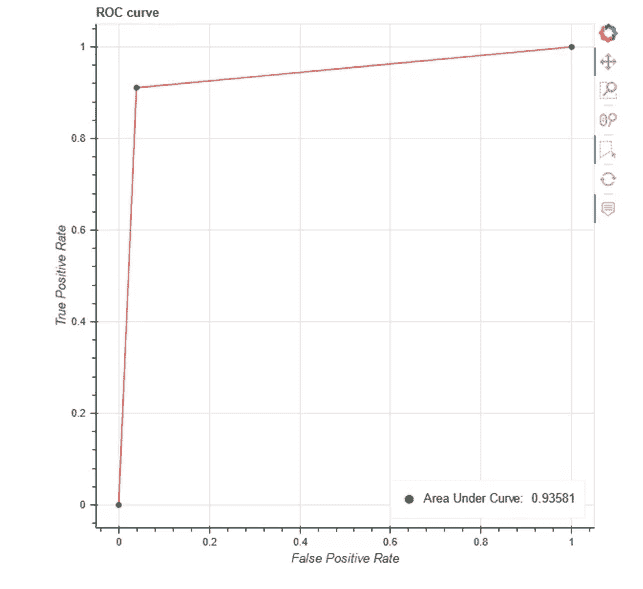 ROC curve
1
0.8
0.6
0.4
0.2
0
True Positive Rate
Area Under Curve: 0.93581
0 0.2 0.4 0.6 0.8 1
False Positive Rate